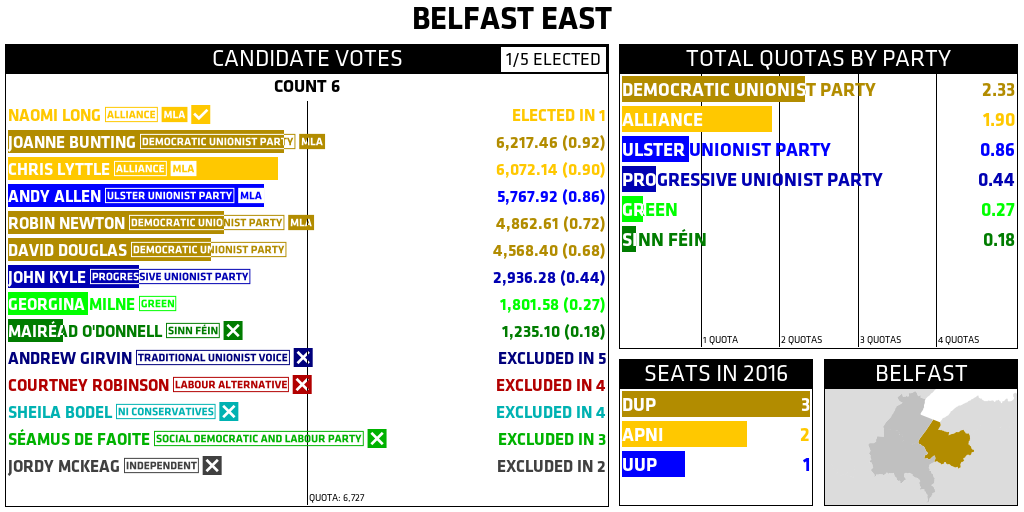 BELFAST EAST
CANDIDATE VOTES 1/5 ELECTED
COUNT 6
NAOMI LONG ALLIANCE MLA ELECTED IN 1
JOANNE BUNTING DEMOCRATIC UNIONIST PARTY MLA 6,217.46 (0.92)
CHRIS LYTTLE ALLIANCE MLA 6,072.14 (0.90)
ANDY ALLEN ULSTER UNIONIST PARTY MLA 5,767.92 (0.86)
ROBIN NEWTON DEMOCRATIC UNIONIST PARTY MLA 4,862.61 (0.72)
DAVID DOUGLAS DEMOCRATIC UNIONIST PARTY 4,568.40 (0.68)
JOHN KYLE PROGRESSIVE UNIONIST PARTY 2,936.28 (0.44)
GEORGINA MILNE GREEN 1,801.58 (0.27)
MAIRÉAD O'DONNELL SINN FÉIN 1,235.10 (0.18)
ANDREW GIRVIN TRADITIONAL UNIONIST VOICE EXCLUDED IN 5
COURTNEY ROBINSON LABOUR ALTERNATIVE EXCLUDED IN 4
SHEILA BODEL NI CONSERVATIVES EXCLUDED IN 4
SÉAMUS DE FAOITE SOCIAL DEMOCRATIC AND LABOUR PARTY EXCLUDED IN 3
JORDY MCKEAG INDEPENDENT EXCLUDED IN 2
QUOTA: 6,727
TOTAL QUOTAS BY PARTY
DEMOCRATIC UNIONIST PARTY 2.33
ALLIANCE 1.90
ULSTER UNIONIST PARTY 0.86
PROGRESSIVE UNIONIST PARTY 0.44
GREEN 0.27
SINN FÉIN 0.18
1 QUOTA 2 QUOTAS 3 QUOTAS 4 QUOTAS
SEATS IN 2016
DUP 3
APNI 2
UUP 1
BELFAST